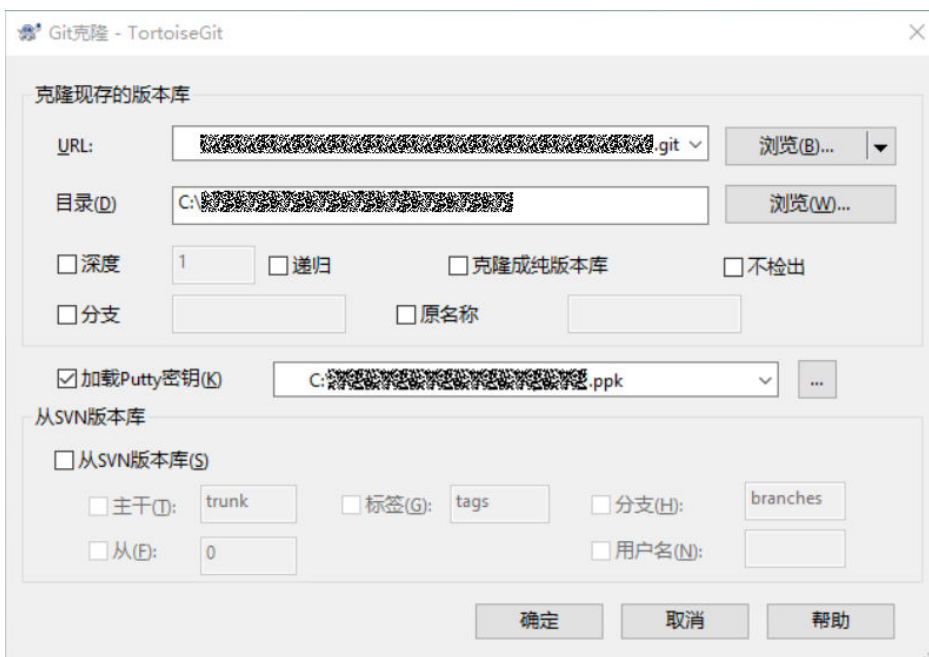 Git克隆 - TortoiseGit
克隆现存的版本库
URL: .git 浏览(B)...
目录(D) C:\ 浏览(W)...
深度 1 递归 克隆成纯版本库 不检出
分支 原名称
加载Putty密钥(K) C: .ppk ...
从SVN版本库
从SVN版本库(S)
主干(T): trunk 标签(G): tags 分支(H): branches
从(F): 0 用户名(N):
确定 取消 帮助